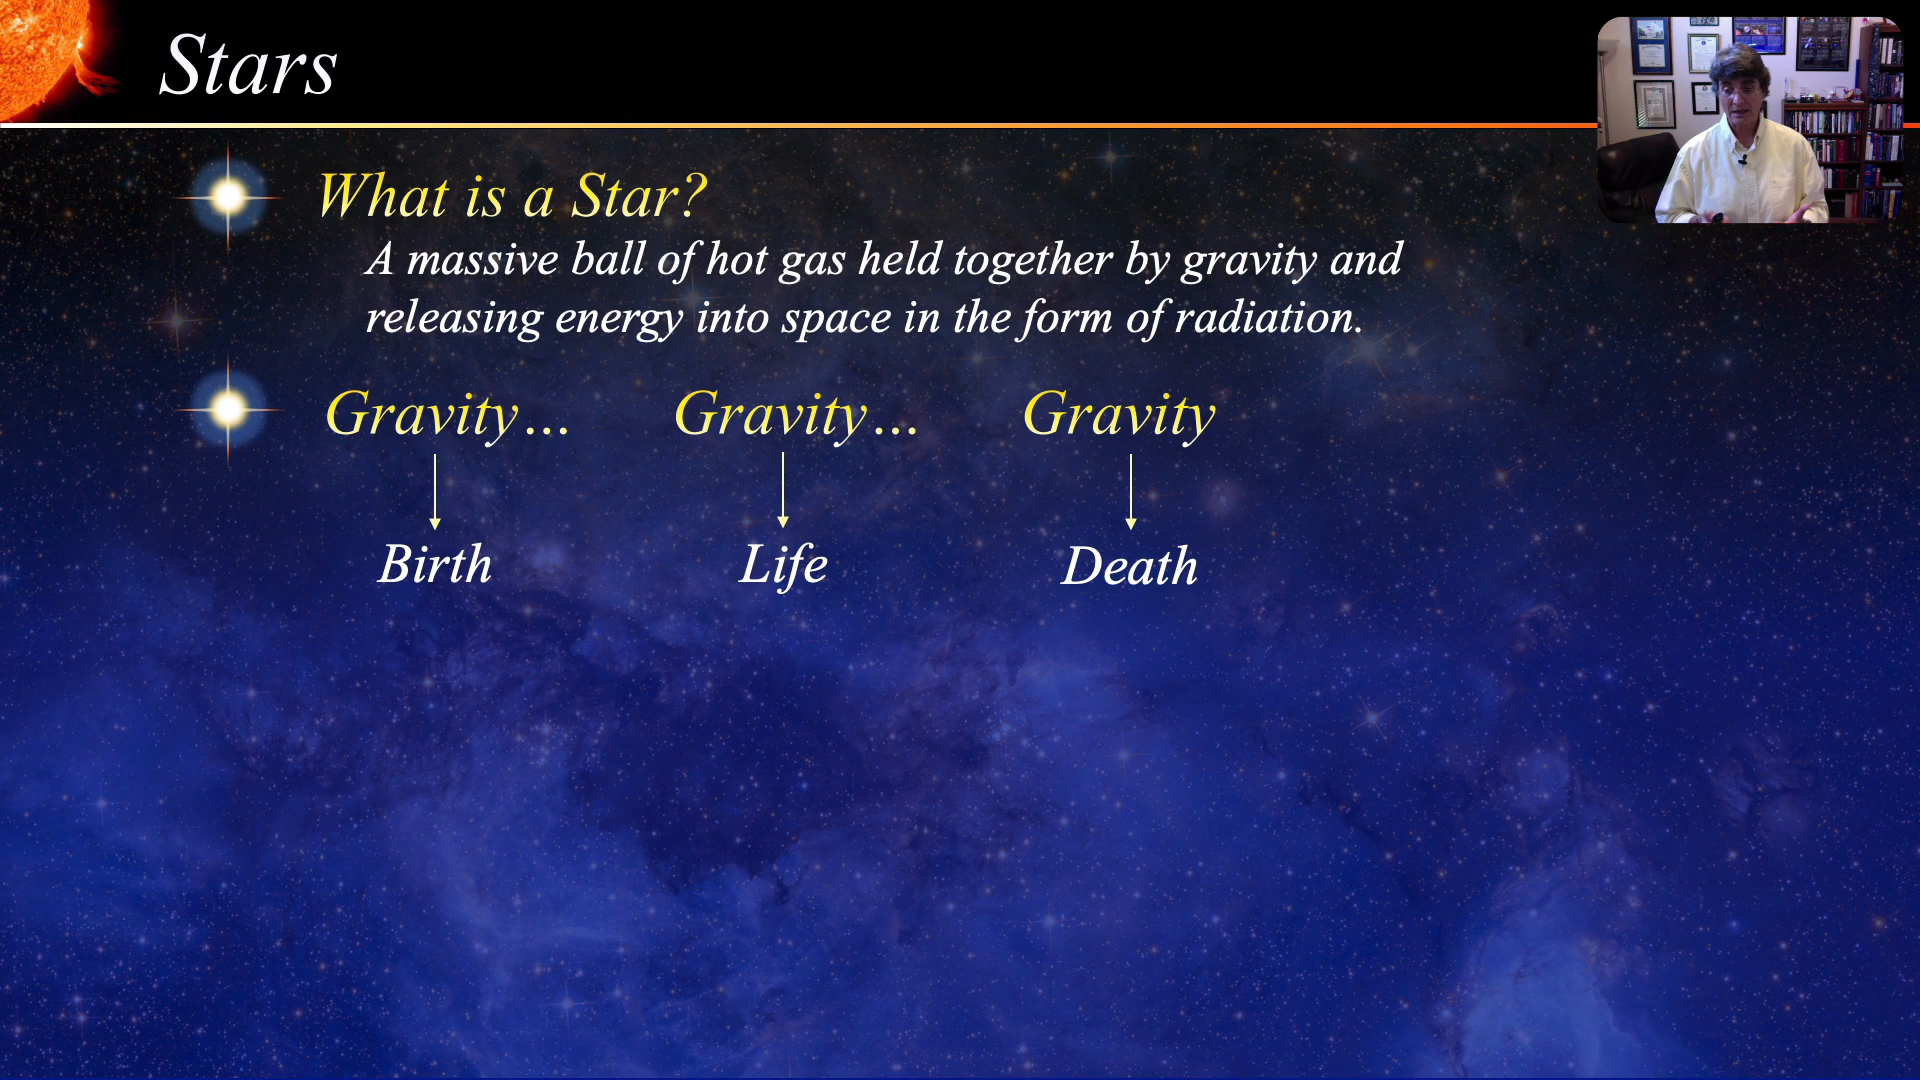 Stars
What is a Star?
A massive ball of hot gas held together by gravity and
releasing energy into space in the form of radiation.
Gravity... Gravity... Gravity
Birth Life Death